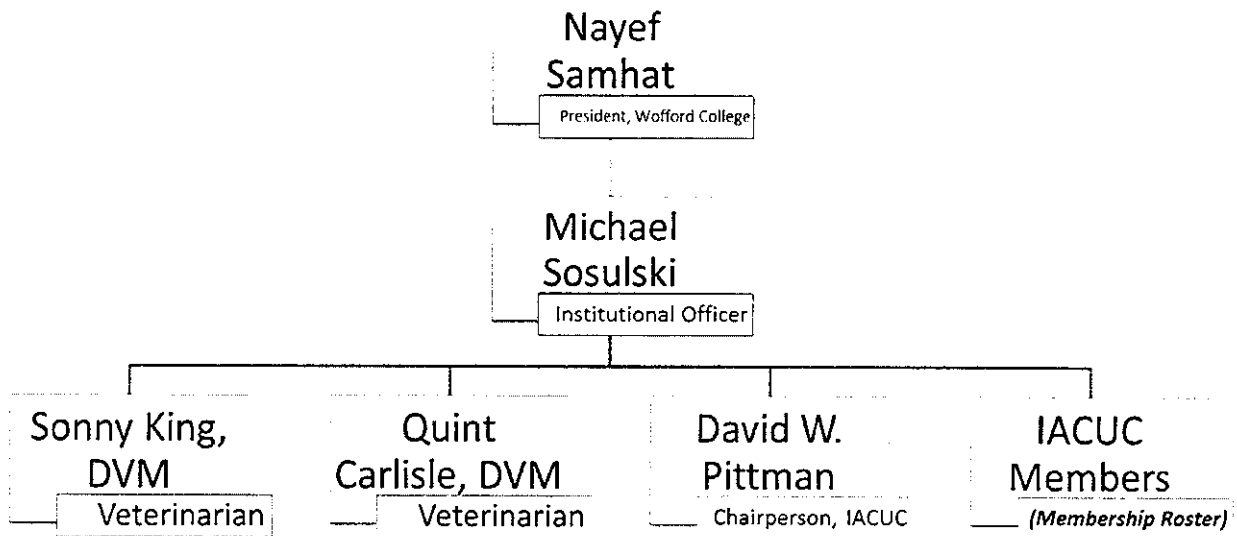 Nayef
Samhat
President, Wofford College
Michael
Sosulski
Institutional Officer
Sonny King,
DVM
Veterinarian
Quint
Carlisle, DVM
Veterinarian
David W.
Pittman
Chairperson, IACUC
IACUC
Members
(Membership Roster)